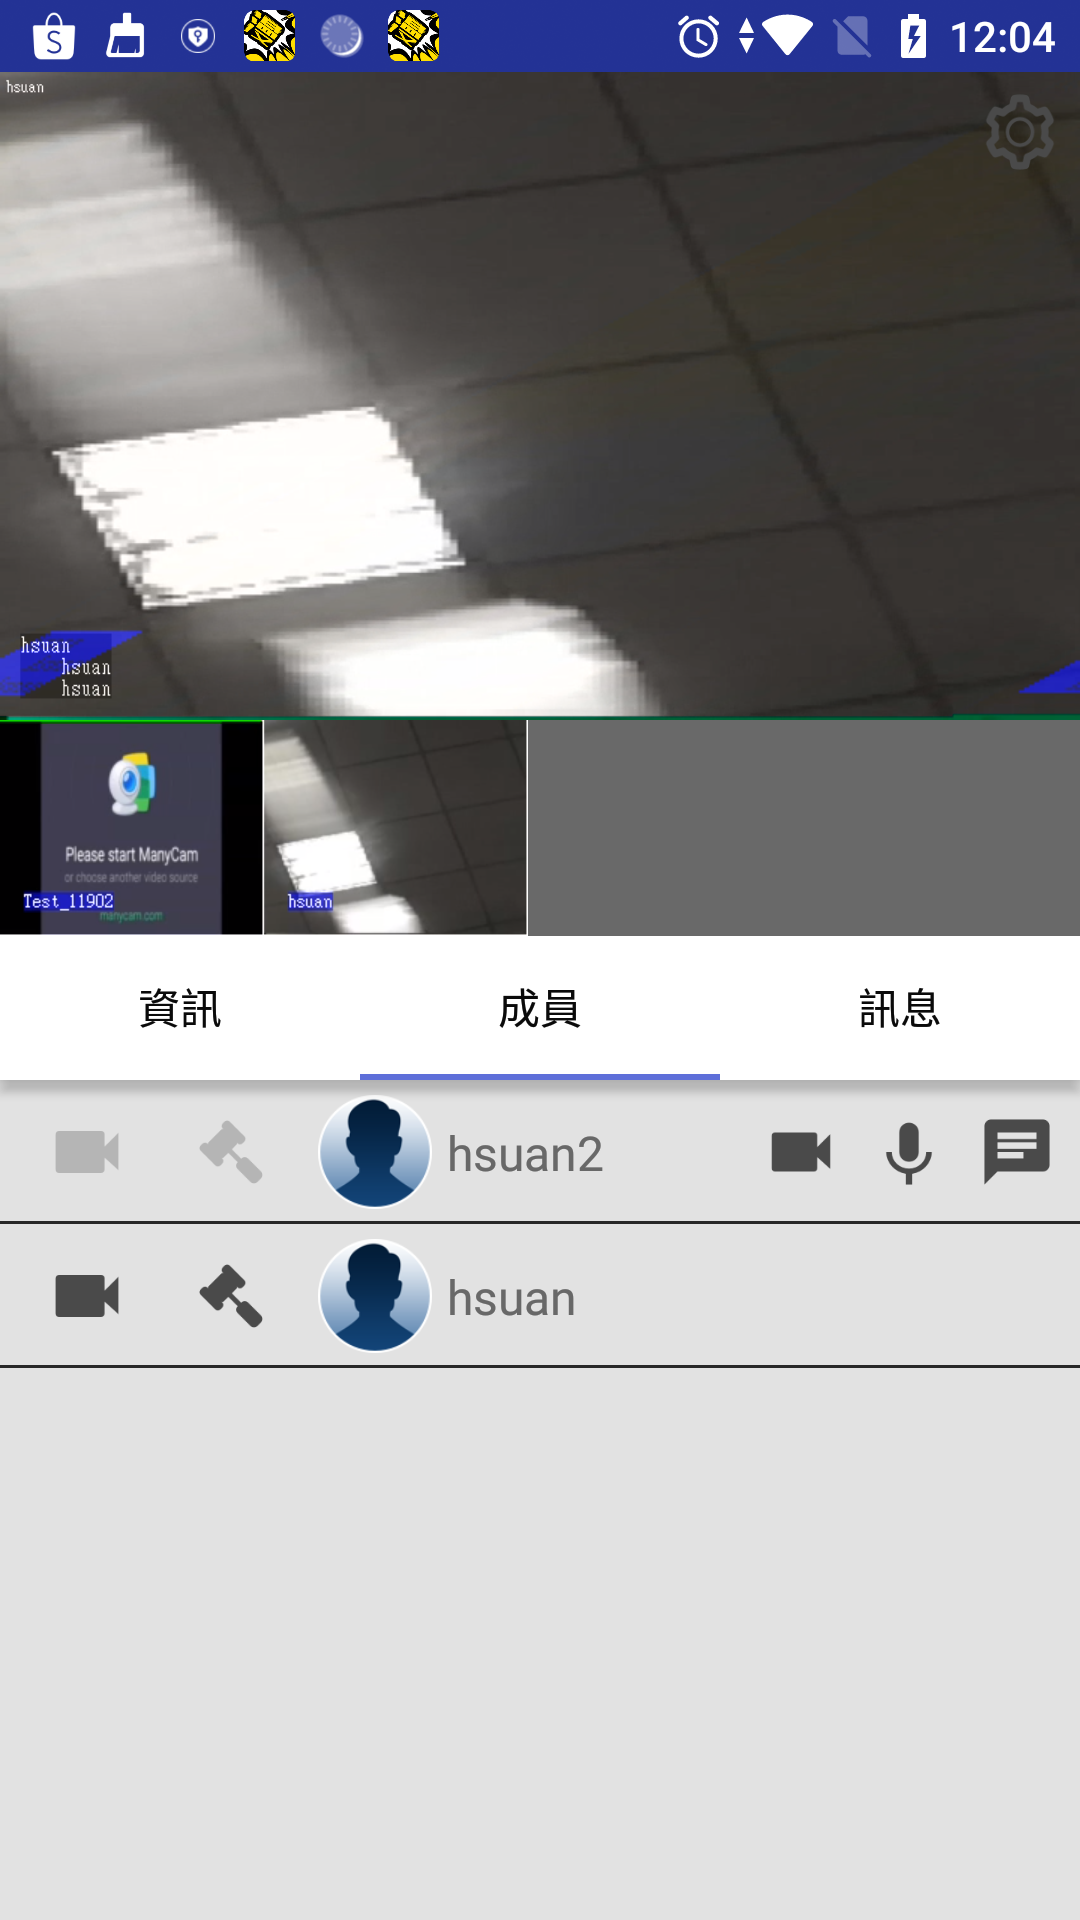 12:04
hsuan
hsuan
hsuan
hsuan
Please start ManyCam
or choose another video source
Test_11902
manycam.com
hsuan
資訊
成員
訊息
hsuan2
hsuan